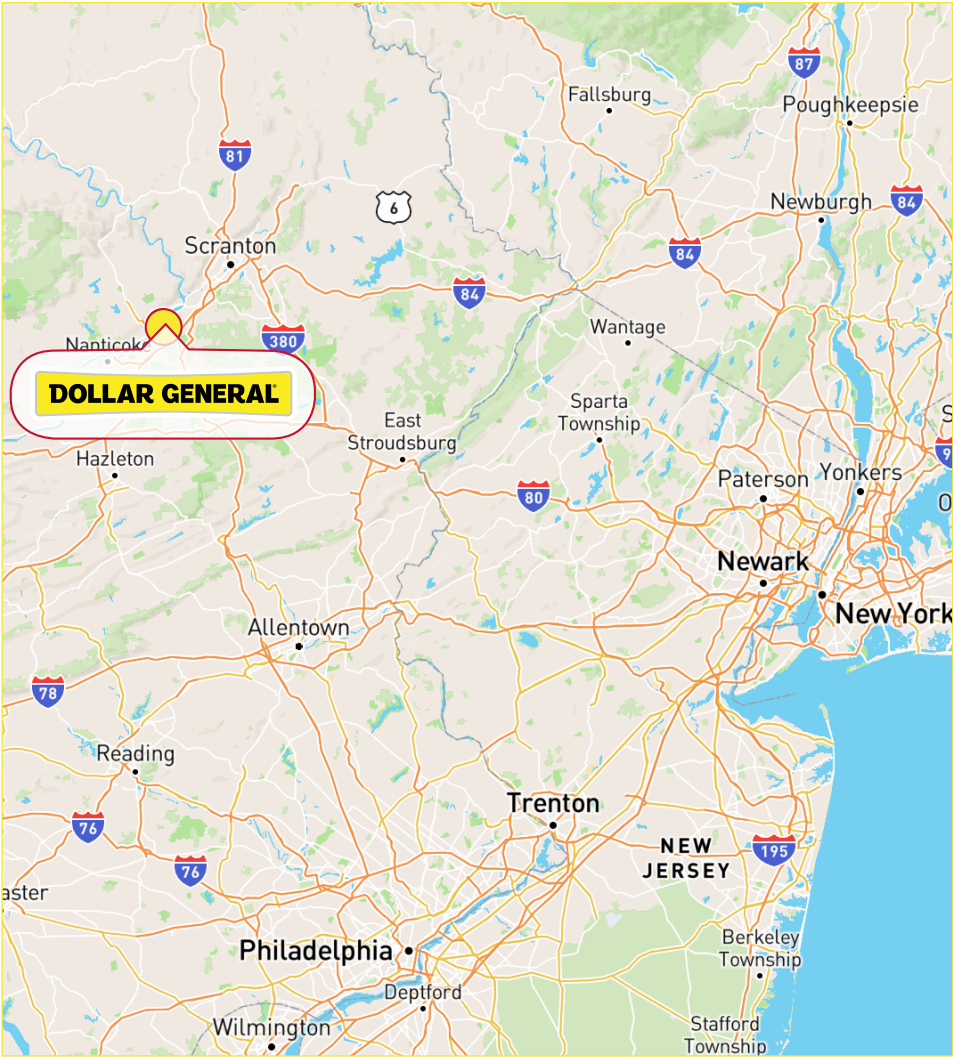 87
Fallsburg
Poughkeepsie
81
6
Newburgh
84
Scranton
84
84
Wantage
380
Nanticoke
DOLLAR GENERAL
Sparta
Township
East
Stroudsburg
S
9
Hazleton
Paterson
Yonkers
80
O
Newark
New York
Allentown
78
Reading
Trenton
76
NEW
JERSEY
195
76
aster
Philadelphia
Berkeley
Township
Deptford
Wilmington
Stafford
Township